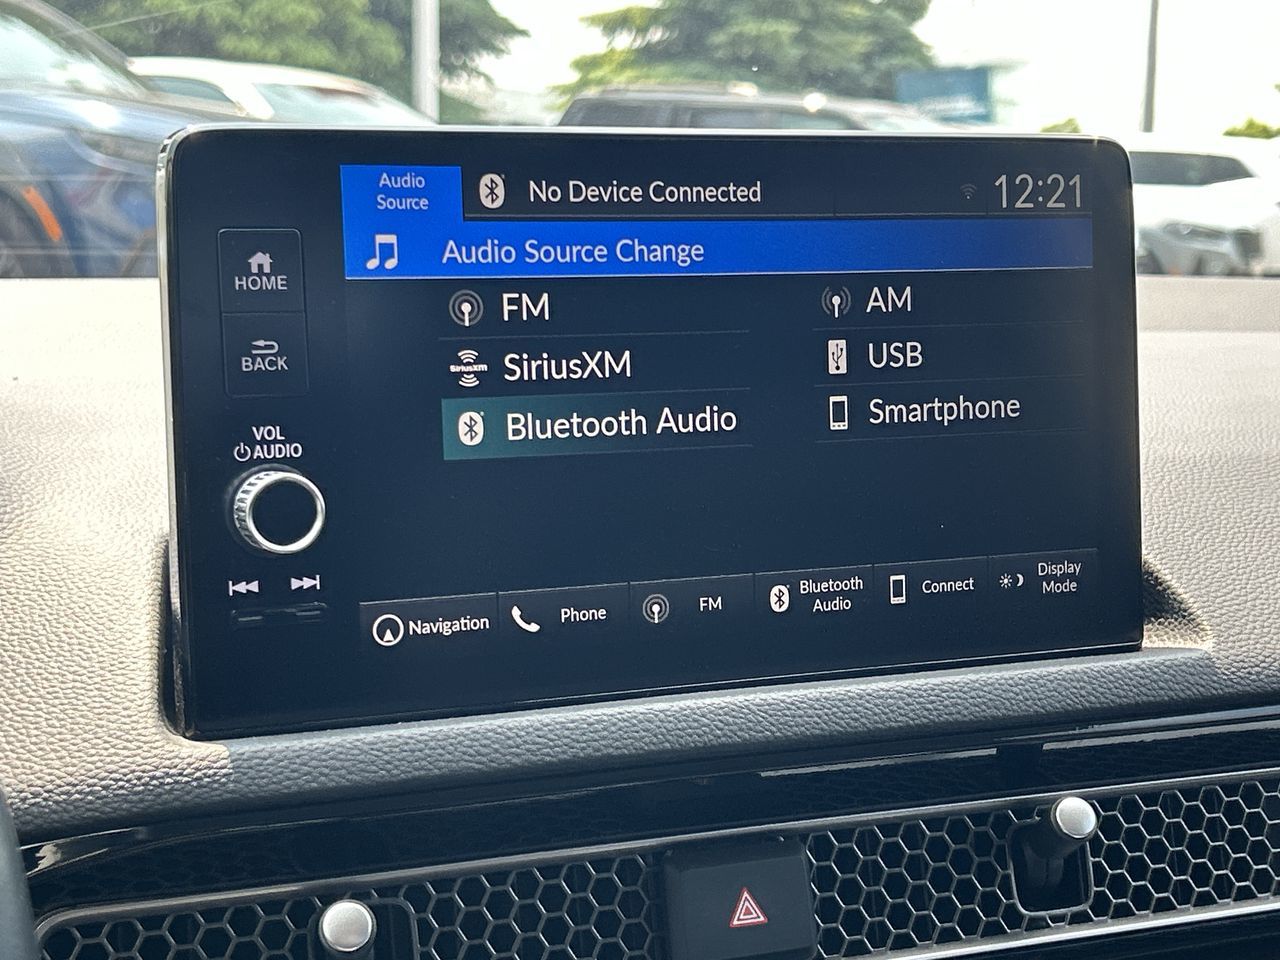 Audio
Source
No Device Connected
12:21
Audio Source Change
HOME
BACK
VOL
AUDIO
FM
AM
SiriusXM
SiriusXM
USB
Bluetooth Audio
Smartphone
Navigation
Phone
FM
Bluetooth
Audio
Connect
Display
Mode